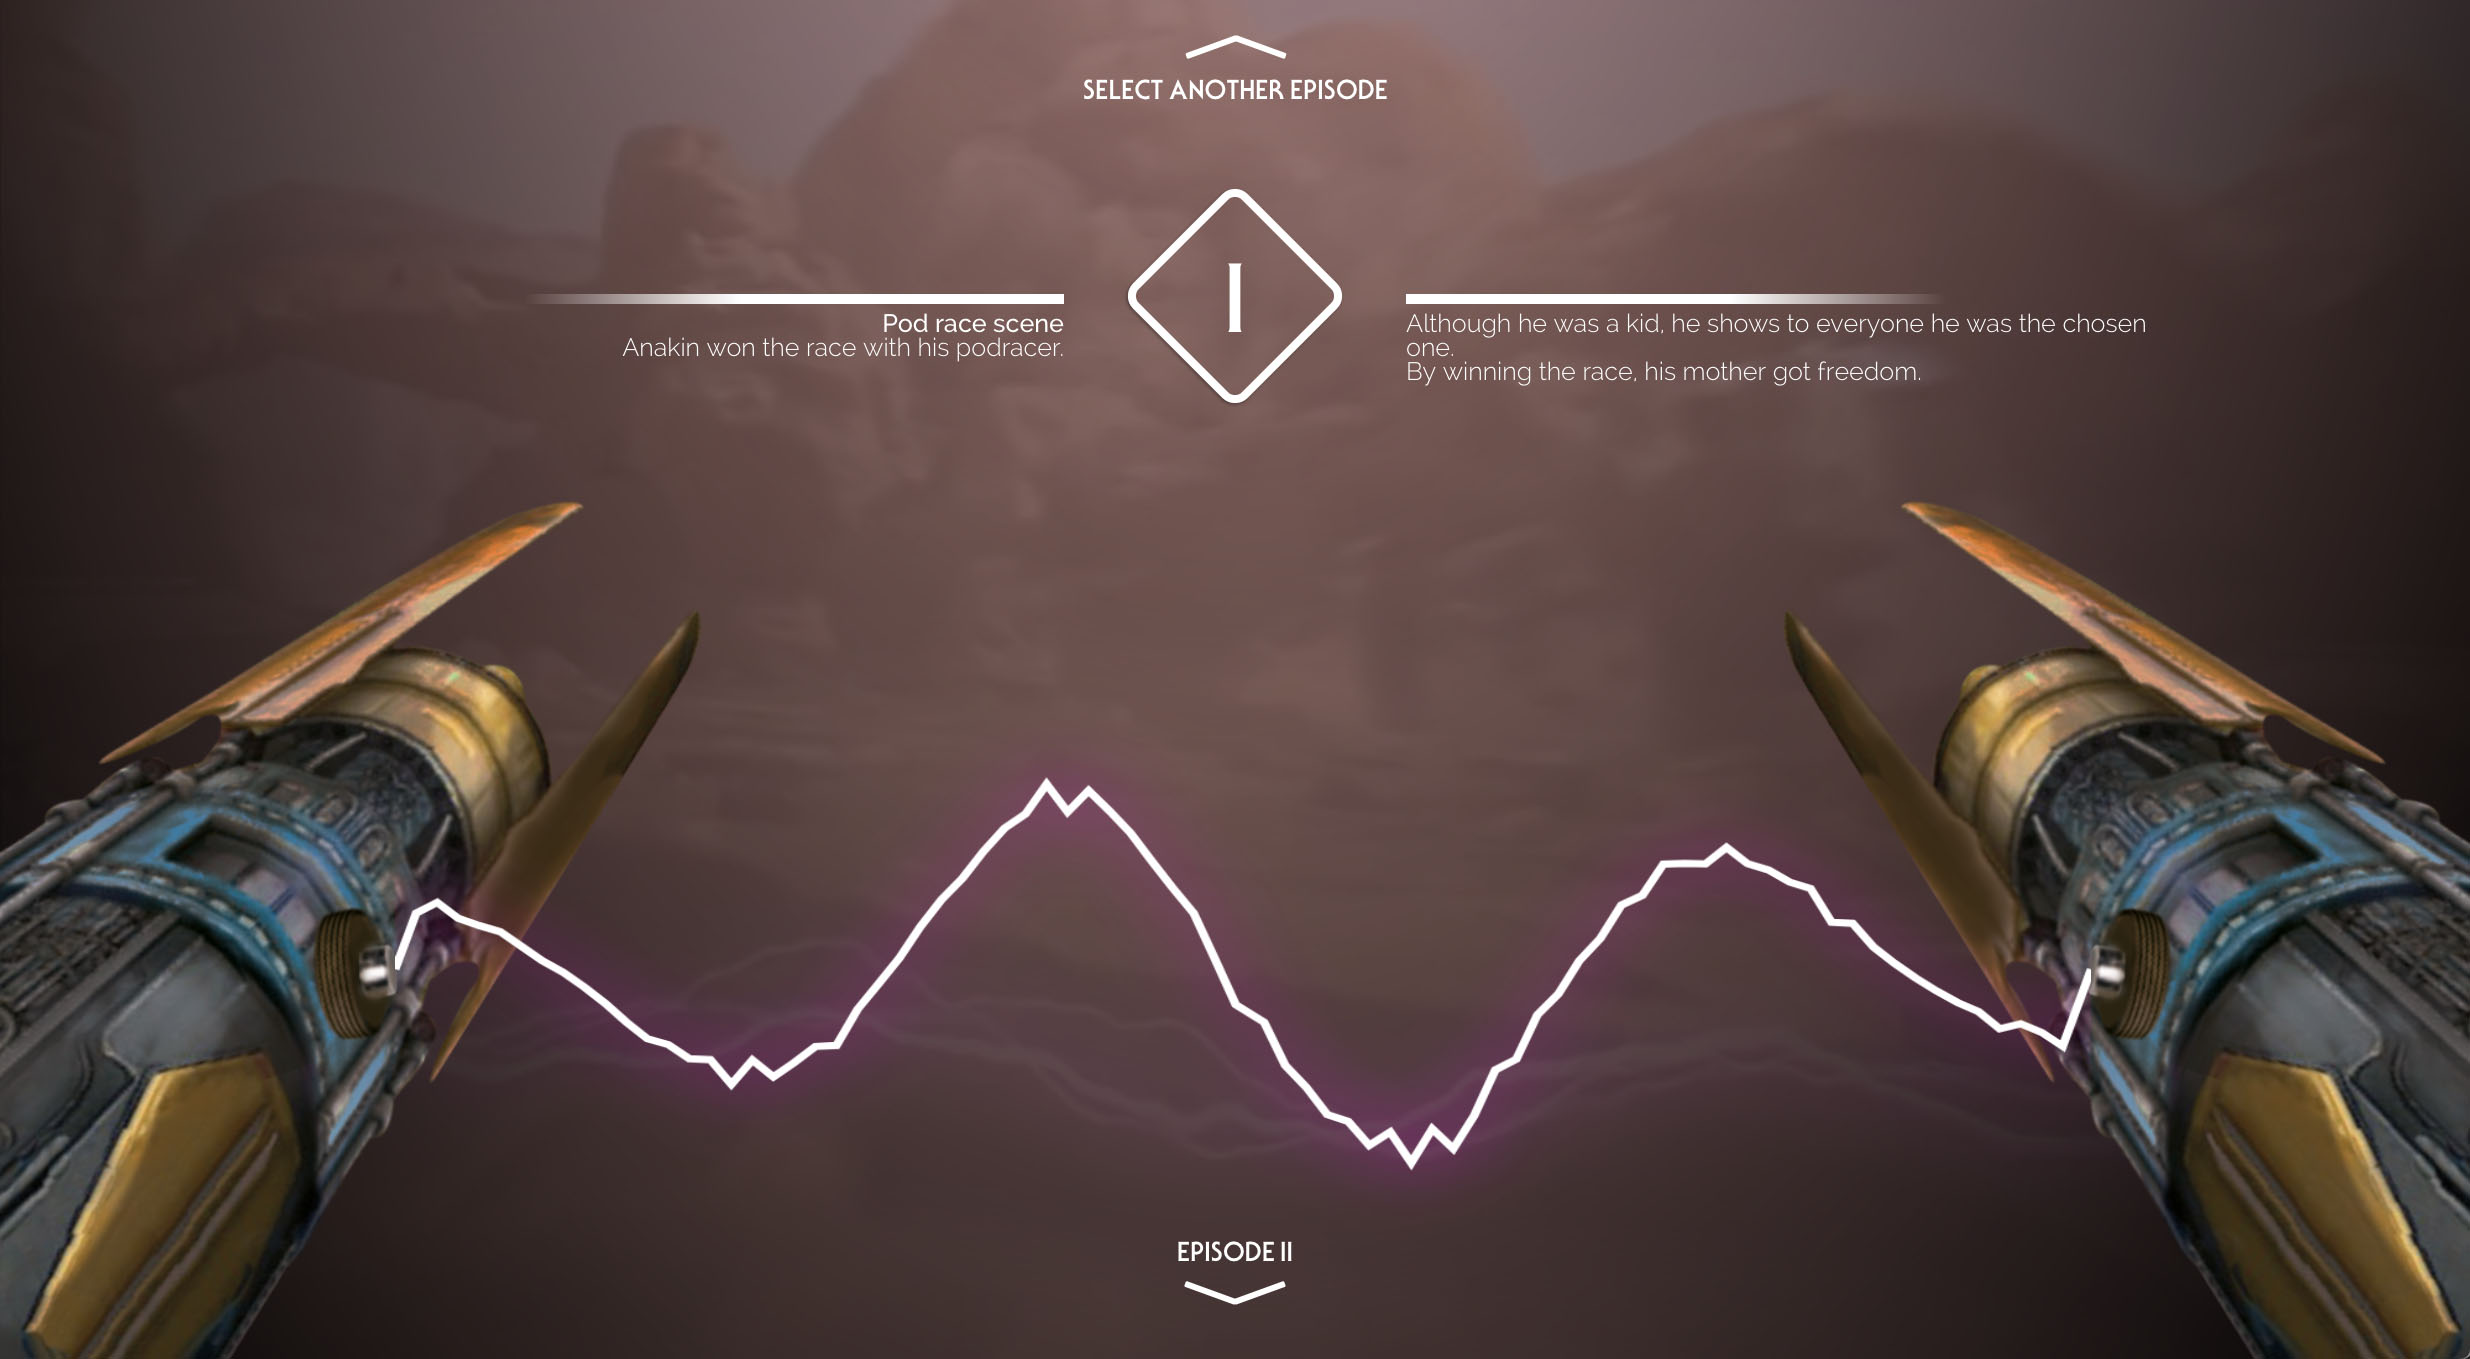 SELECT ANOTHER EPISODE
I
Pod race scene
Anakin won the race with his podracer.
Although he was a kid, he shows to everyone he was the chosen
one.
By winning the race, his mother got freedom.
EPISODE II